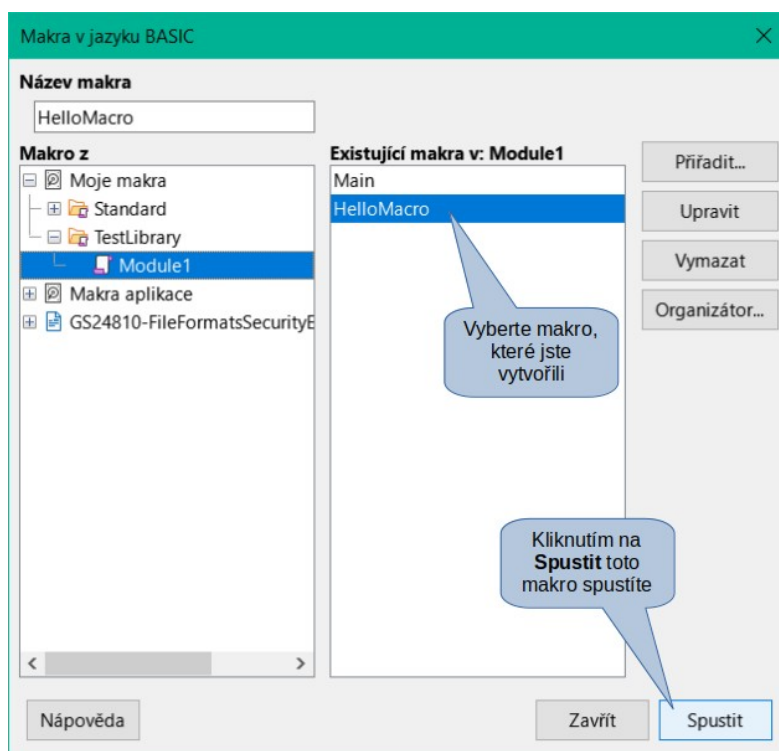 Makra v jazyku BASIC
Název makra
HelloMacro
Makro z
Moje makra
Standard
TestLibrary
Module1
Makra aplikace
GS24810-FileFormatsSecurityE
Existující makra v: Module1
Main
HelloMacro
Vyberte makro,
které jste
vytvořili
Kliknutím na
Spustit toto
makro spustíte
Přiřadit...
Upravit
Vymazat
Organizátor...
Nápověda
Zavřít
Spustit